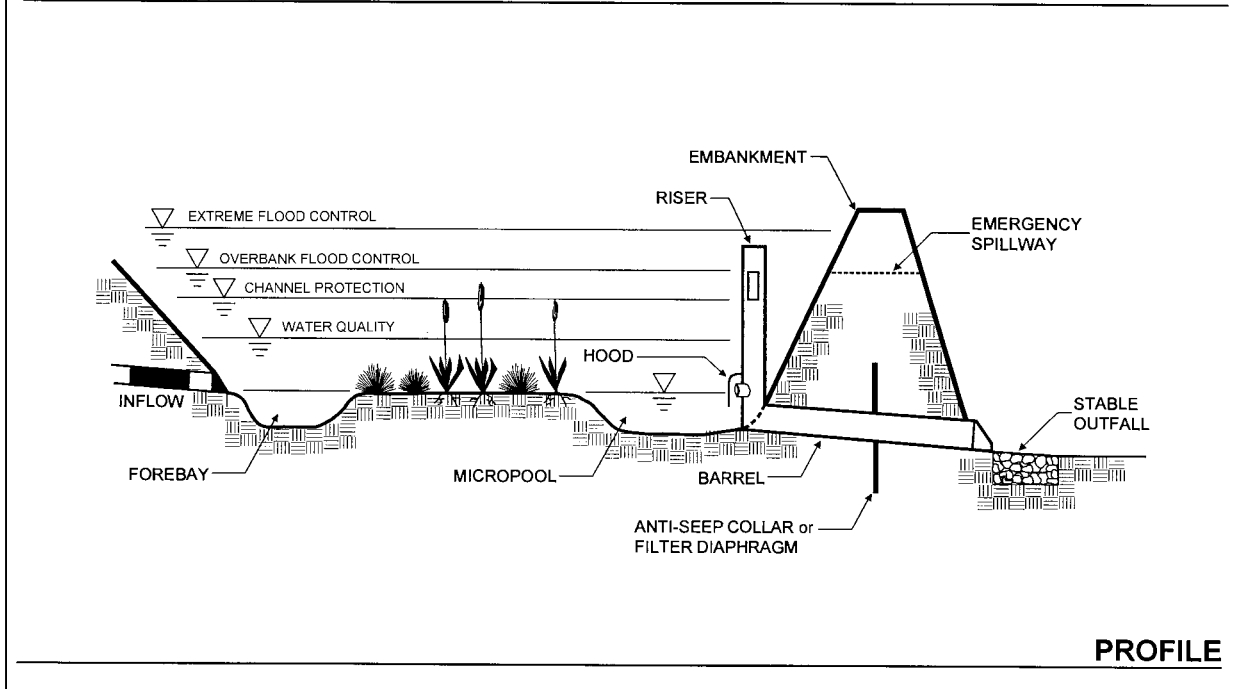 EMBANKMENT
RISER
EXTREME FLOOD CONTROL
EMERGENCY
SPILLWAY
OVERBANK FLOOD CONTROL
CHANNEL PROTECTION
WATER QUALITY
HOOD
INFLOW
STABLE
OUTFALL
FOREBAY
MICROPOOL
BARREL
ANTI-SEEP COLLAR or
FILTER DIAPHRAGM
PROFILE